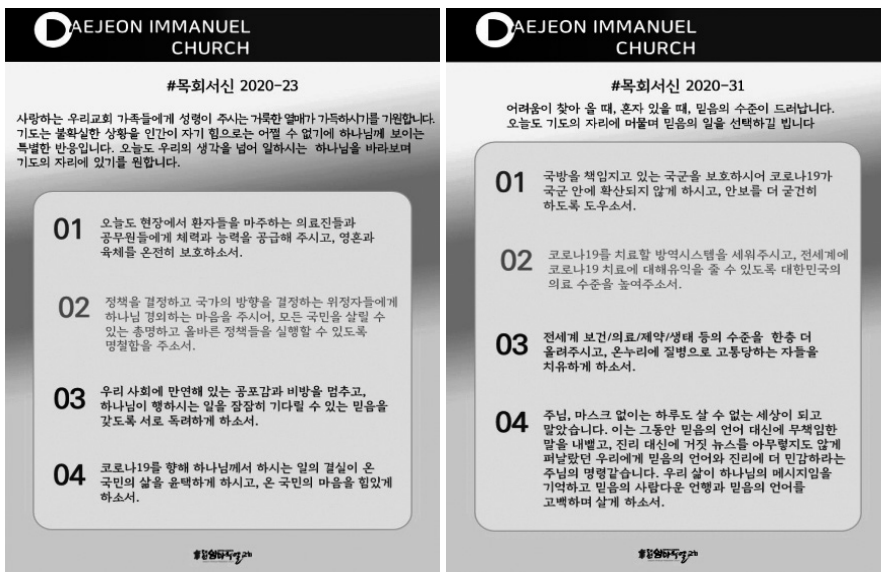 DAEJEON IMMANUEL
CHURCH
#목회서신 2020-23
사랑하는 우리교회 가족들에게 성령이 주시는 거룩한 열매가 가득하시기를 기원합니다.
기도는 불확실한 상황을 인간이 자기 힘으로는 어쩔 수 없기에 하나님께 보이는
특별한 반응입니다. 오늘도 우리의 생각을 넘어 일하시는 하나님을 바라보며
기도의 자리에 있기를 원합니다.
01 오늘도 현장에서 환자들을 마주하는 의료진들과
공무원들에게 체력과 능력을 공급해 주시고, 영혼과
육체를 온전히 보호하소서.
02 정책을 결정하고 국가의 방향을 결정하는 위정자들에게
하나님 경외하는 마음을 주시어, 모든 국민을 살릴 수
있는 총명하고 올바른 정책들을 실행할 수 있도록
명철함을 주소서.
03 우리 사회에 만연해 있는 공포감과 비방을 멈추고,
하나님이 행하시는 일을 잠잠히 기다릴 수 있는 믿음을
갖도록 서로 독려하게 하소서.
04 코로나19를 향해 하나님께서 하시는 일의 결실이 온
국민의 삶을 윤택하게 하시고, 온 국민의 마음을 힘있게
하소서.
DAEJEON IMMANUEL
CHURCH
#목회서신 2020-31
어려움이 찾아 올 때, 혼자 있을 때, 믿음의 수준이 드러납니다.
오늘도 기도의 자리에 머물며 믿음의 일을 선택하길 빕니다
01 국방을 책임지고 있는 국군을 보호하시어 코로나19가
국군 안에 확산되지 않게 하시고, 안보를 더 굳건히
하도록 도우소서.
02 코로나19를 치료할 방역시스템을 세워주시고, 전세계에
코로나19 치료에 대해유익을 줄 수 있도록 대한민국의
의료 수준을 높여주소서.
03 전세계 보건/의료/제약/생태 등의 수준을 한층 더
올려주시고, 온누리에 질병으로 고통당하는 자들을
치유하게 하소서.
04 주님, 마스크 없이는 하루도 살 수 없는 세상이 되고
말았습니다. 이는 그동안 믿음의 언어 대신에 무책임한
말을 내뱉고, 진리 대신에 거짓 뉴스를 아무렇지도 않게
퍼날랐던 우리에게 믿음의 언어와 진리에 더 민감하라는
주님의 명령같습니다. 우리 삶이 하나님의 메시지임을
기억하고 믿음의 사람다운 언행과 믿음의 언어를
고백하며 살게 하소서.